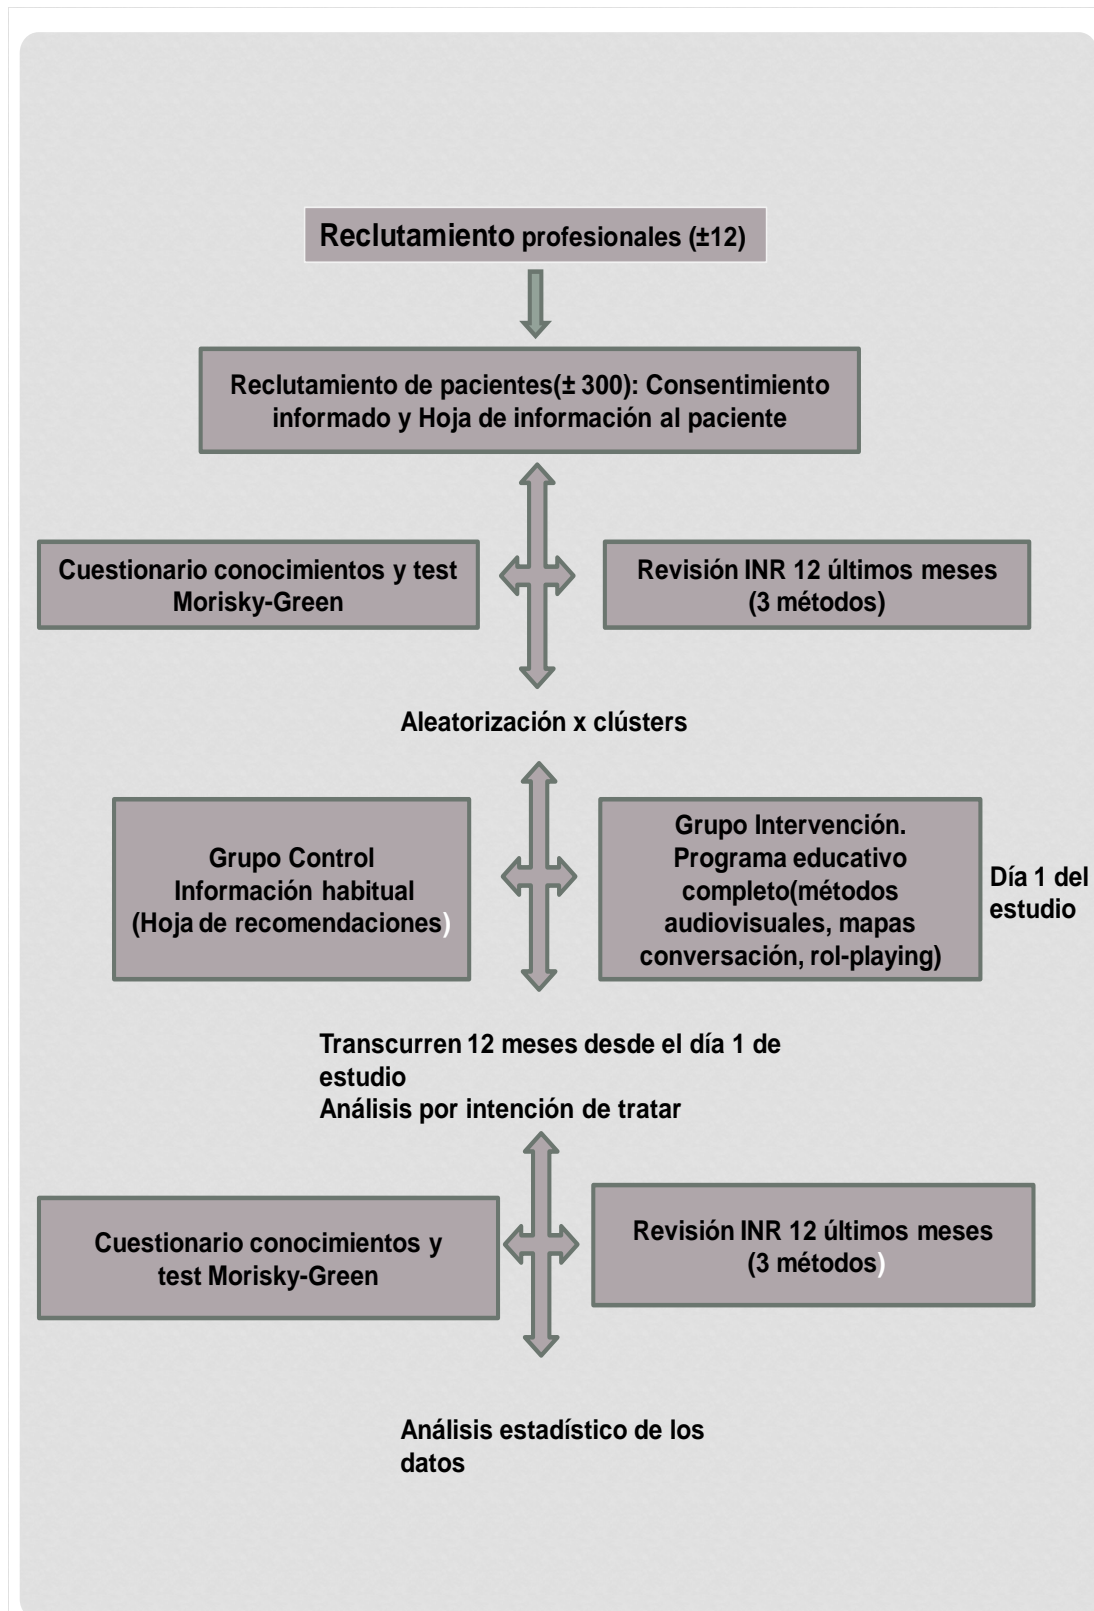 Reclutamiento profesionales (±12)
Reclutamiento de pacientes(± 300): Consentimiento
informado y Hoja de información al paciente
Cuestionario conocimientos y test
Morisky-Green
Revisión INR 12 últimos meses
(3 métodos)
Aleatorización x clústers
Grupo Control
Información habitual
(Hoja de recomendaciones)
Grupo Intervención.
Programa educativo
completo(métodos
audiovisuales, mapas
conversación, rol-playing)
Día 1 del
estudio
Transcurren 12 meses desde el día 1 de
estudio
Análisis por intención de tratar
Cuestionario conocimientos y
test Morisky-Green
Revisión INR 12 últimos meses
(3 métodos)
Análisis estadístico de los
datos